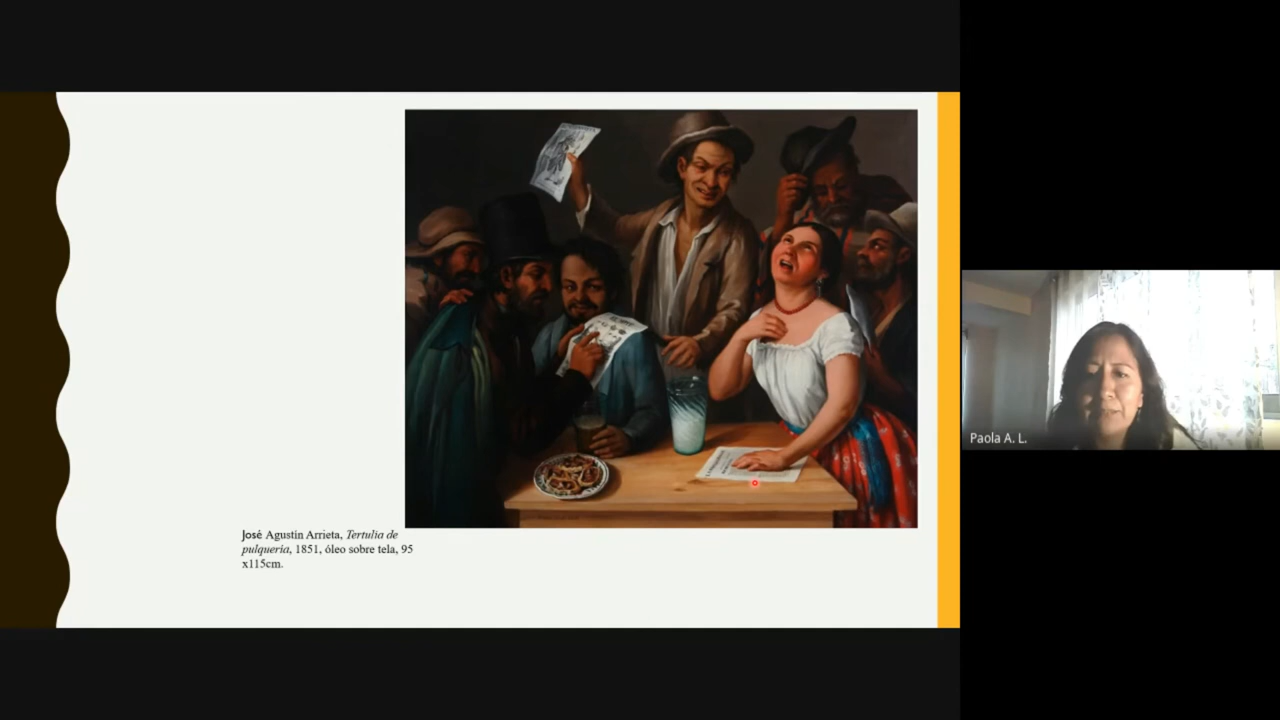 José Agustín Arrieta, Tertulia de
pulquería, 1851, óleo sobre tela, 95
x115cm.
Paola A. L.